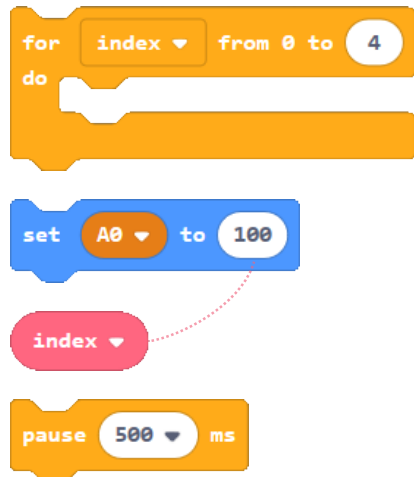 for index from 0 to 4
do
set A0 to 100
index
pause 500 ms